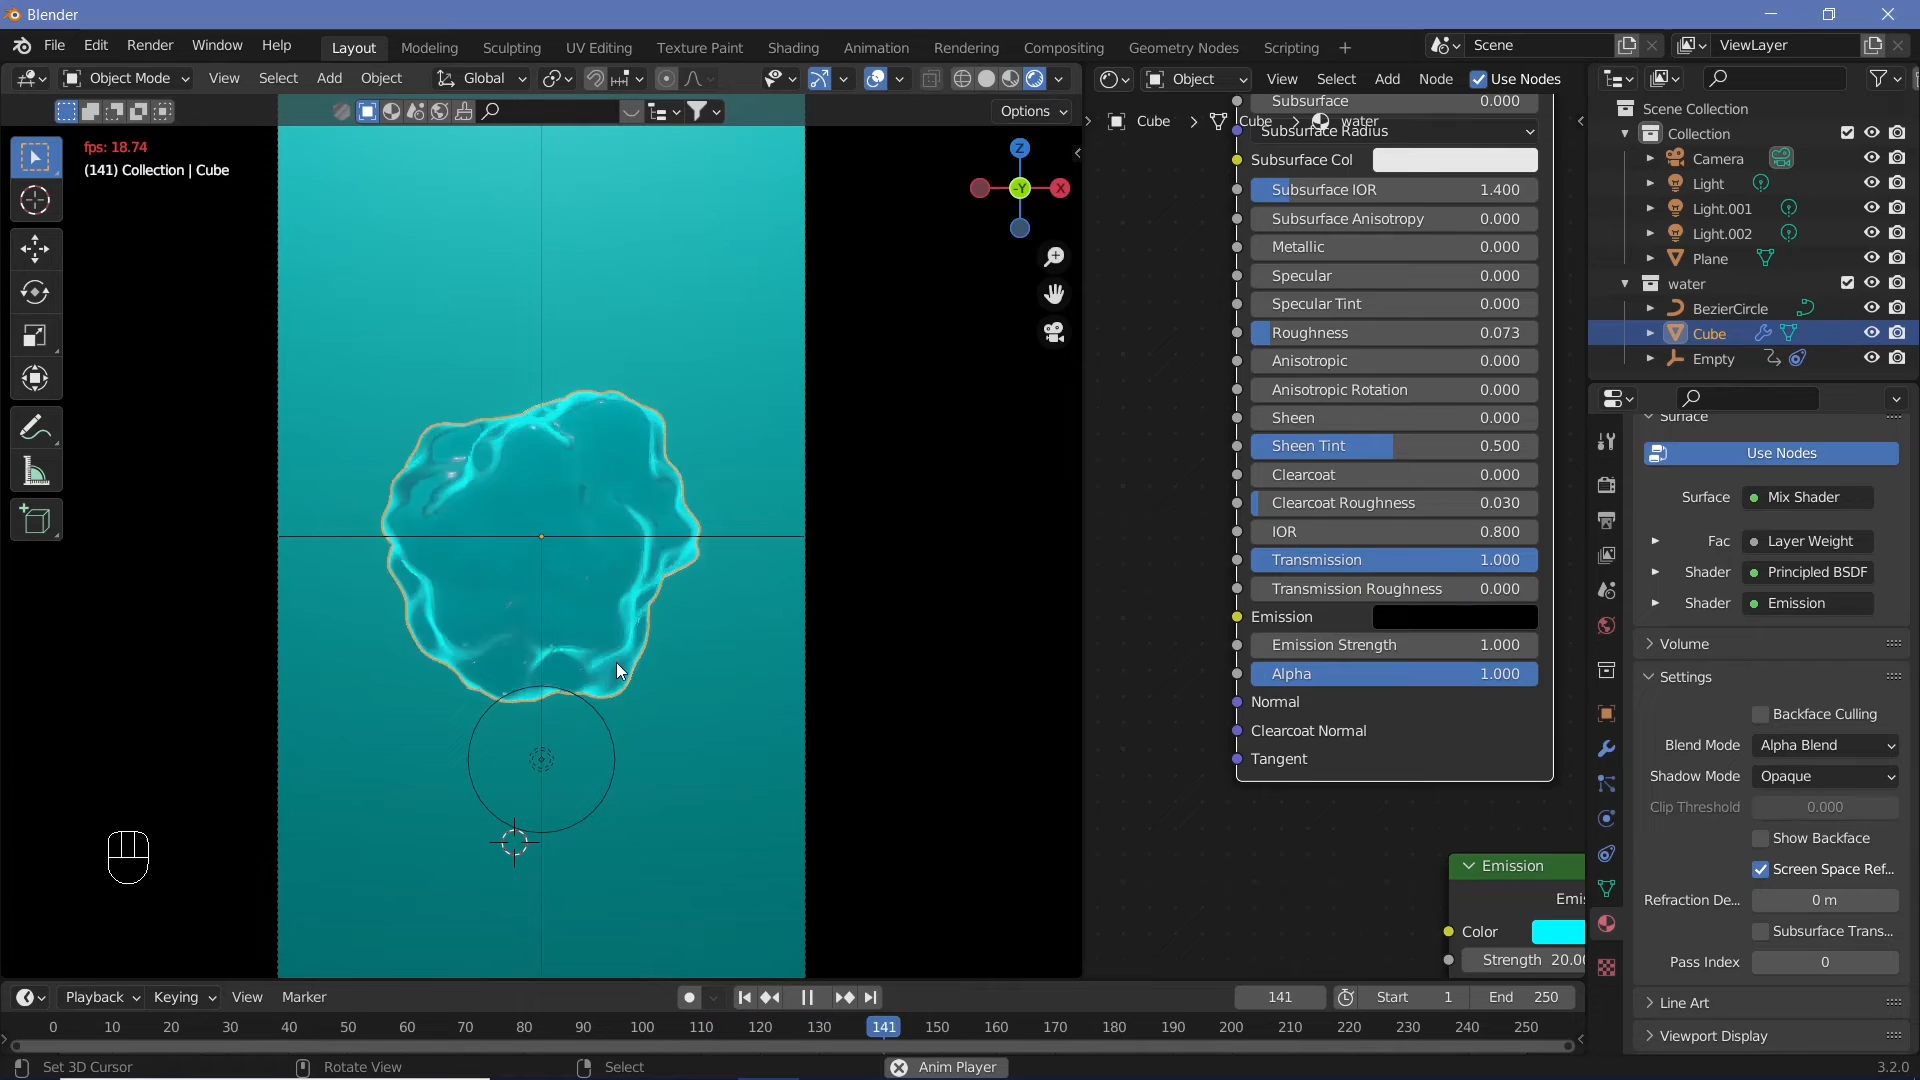 Blender
File Edit Render Window Help Layout Modeling Sculpting UV Editing Texture Paint Shading Animation Rendering Compositing Geometry Nodes Scripting + Scene ViewLayer
Object Mode View Select Add Object Global
Options
fps: 18.74
(141) Collection | Cube
Z
-Y
X
Object View Select Add Node Use Nodes
Subsurface 0.000
Cube > Cube > water
Subsurface Radius
Subsurface Col
Subsurface IOR 1.400
Subsurface Anisotropy 0.000
Metallic 0.000
Specular 0.000
Specular Tint 0.000
Roughness 0.073
Anisotropic 0.000
Anisotropic Rotation 0.000
Sheen 0.000
Sheen Tint 0.500
Clearcoat 0.000
Clearcoat Roughness 0.030
IOR 0.800
Transmission 1.000
Transmission Roughness 0.000
Emission
Emission Strength 1.000
Alpha 1.000
Normal
Clearcoat Normal
Tangent
Emission
Emis
Color
Strength 20.00
Scene Collection
Collection
Camera
Light
Light.001
Light.002
Plane
water
BezierCircle
Cube
Empty
Surface
Use Nodes
Surface Mix Shader
Fac Layer Weight
Shader Principled BSDF
Shader Emission
Volume
Settings
Backface Culling
Blend Mode Alpha Blend
Shadow Mode Opaque
Clip Threshold 0.000
Show Backface
Screen Space Ref...
Refraction De... 0 m
Subsurface Trans...
Pass Index 0
Line Art
Viewport Display
Playback Keying View Marker 141 Start 1 End 250
0 10 20 30 40 50 60 70 80 90 100 110 120 130 141 150 160 170 180 190 200 210 220 230 240 250
Set 3D Cursor Rotate View Select Anim Player 3.2.0